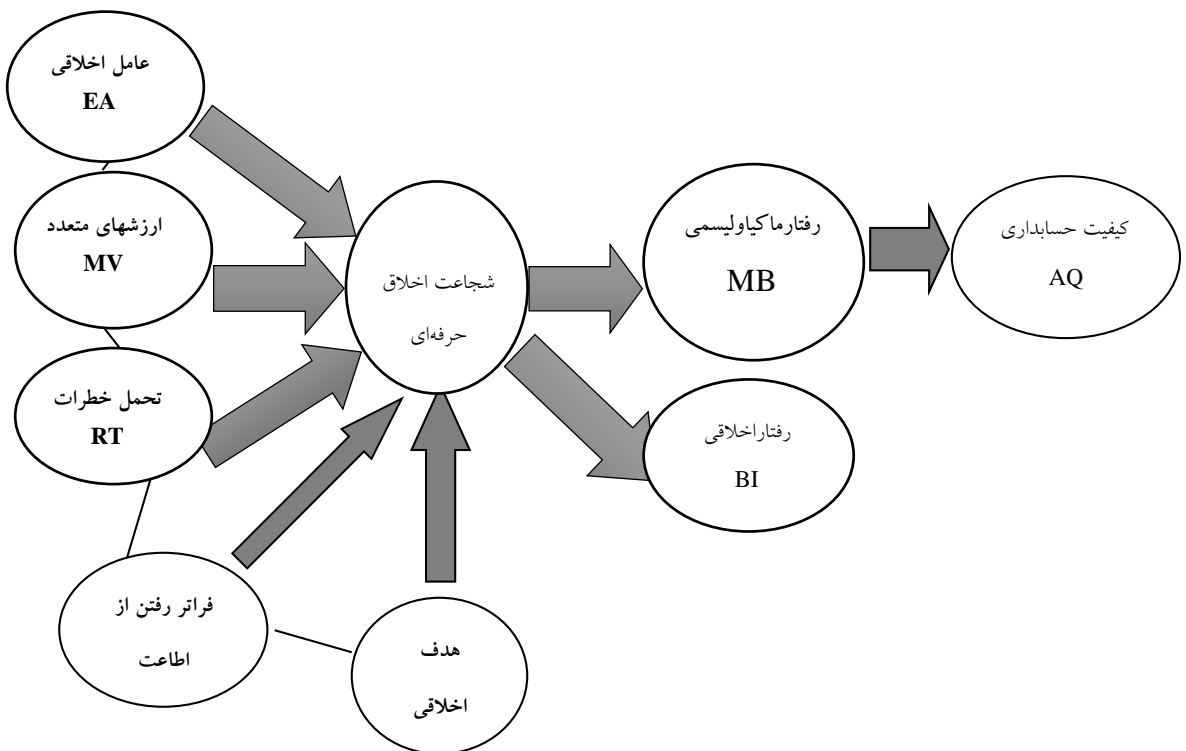 عامل اخلاقی
EA
ارزشهای متعدد
MV
تحمل خطرات
RT
فراتر رفتن از
اطاعت
هدف
اخلاقی
شجاعت اخلاق
حرفه‌ای
رفتارماکیاولیسمی
MB
رفتاراخلاقی
BI
کیفیت حسابداری
AQ